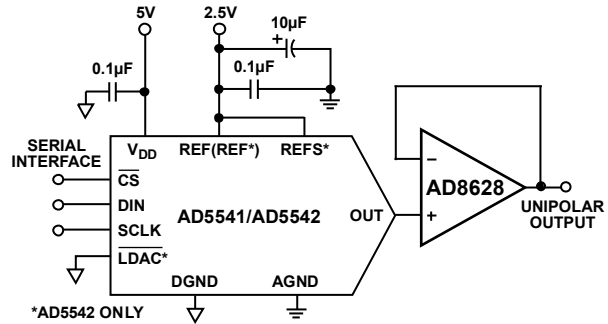 5V
2.5V
10µF
+
0.1µF
0.1µF
SERIAL
INTERFACE
VDD
REF(REF*)
REFS*
CS
DIN
SCLK
LDAC*
AD5541/AD5542
OUT
DGND
AGND
−
+
AD8628
UNIPOLAR
OUTPUT
*AD5542 ONLY